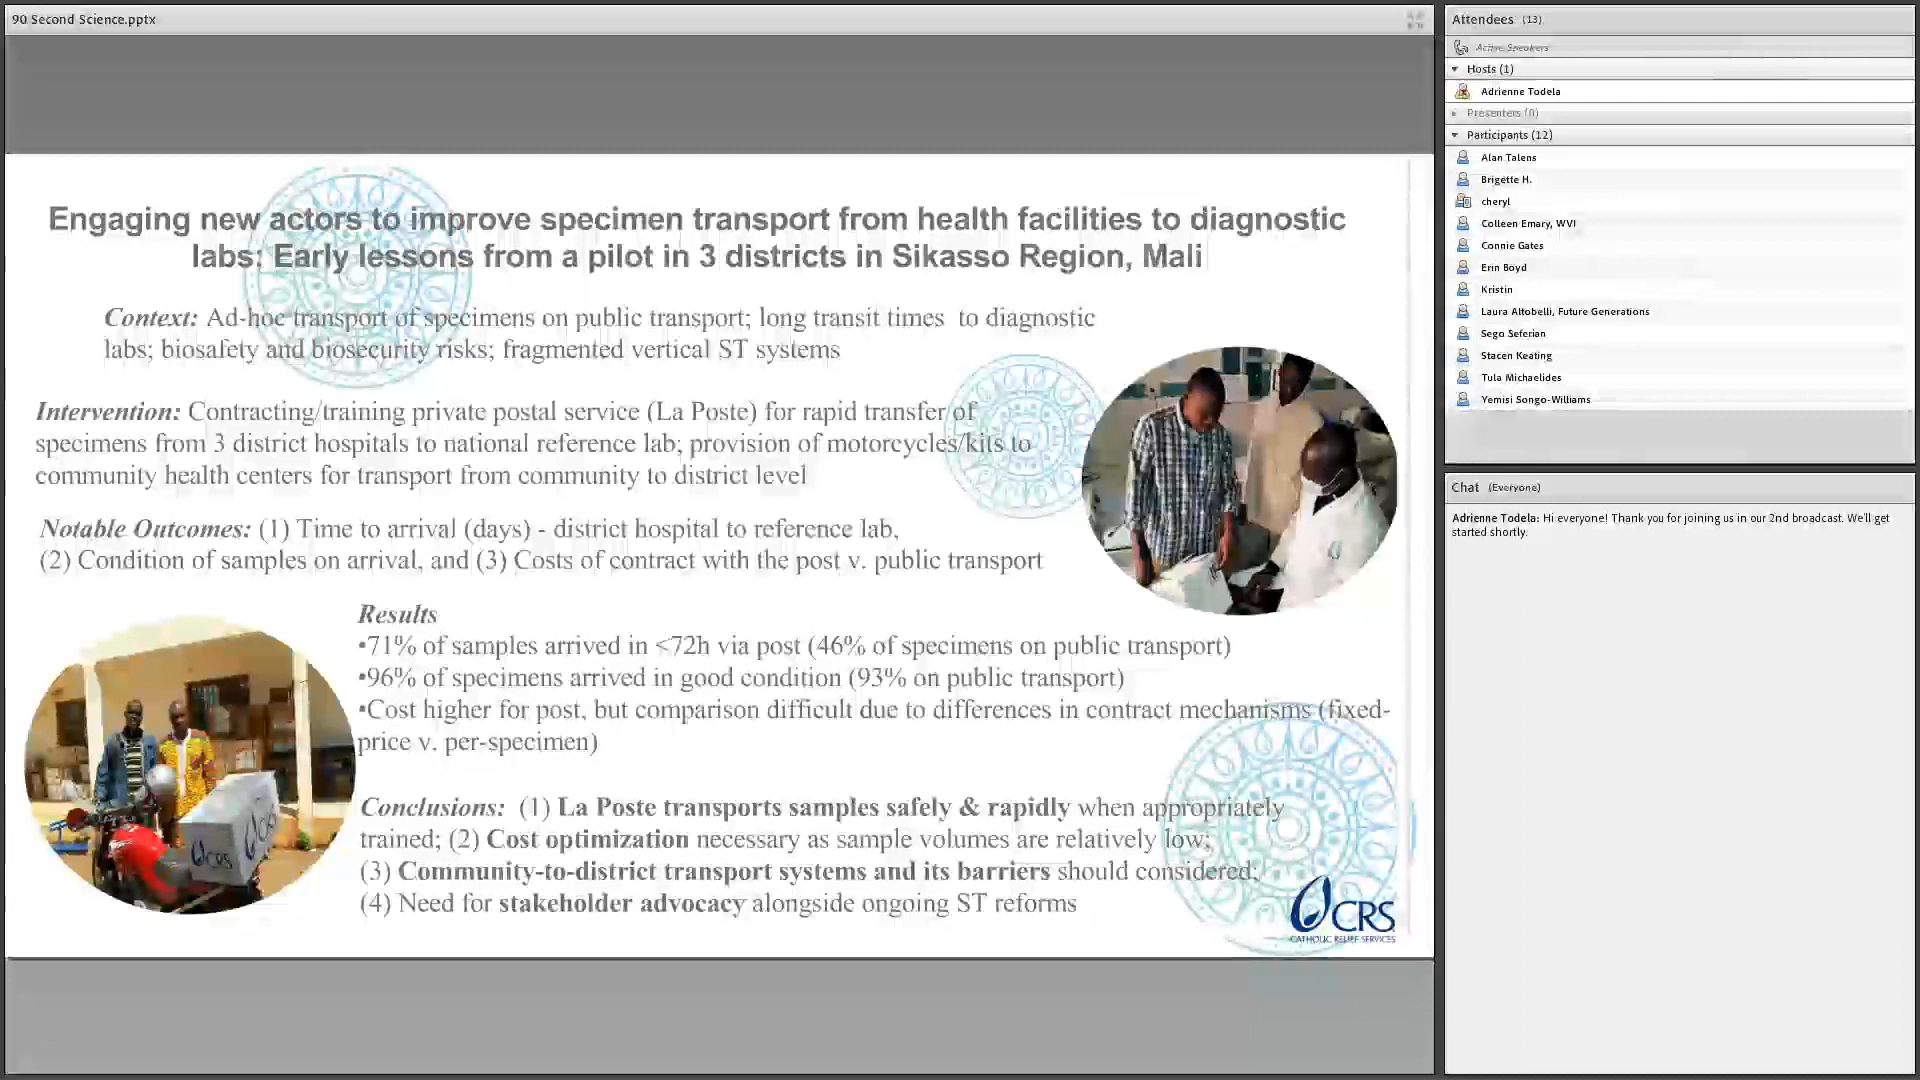 90 Second Science.pptx
Engaging new actors to improve specimen transport from health facilities to diagnostic
labs: Early lessons from a pilot in 3 districts in Sikasso Region, Mali
Context: Ad-hoc transport of specimens on public transport; long transit times to diagnostic
labs; biosafety and biosecurity risks; fragmented vertical ST systems
Intervention: Contracting/training private postal service (La Poste) for rapid transfer of
specimens from 3 district hospitals to national reference lab; provision of motorcycles/kits to
community health centers for transport from community to district level
Notable Outcomes: (1) Time to arrival (days) - district hospital to reference lab,
(2) Condition of samples on arrival, and (3) Costs of contract with the post v. public transport
Results
•71% of samples arrived in <72h via post (46% of specimens on public transport)
•96% of specimens arrived in good condition (93% on public transport)
•Cost higher for post, but comparison difficult due to differences in contract mechanisms (fixed-
price v. per-specimen)
Conclusions: (1) La Poste transports samples safely & rapidly when appropriately
trained; (2) Cost optimization necessary as sample volumes are relatively low;
(3) Community-to-district transport systems and its barriers should considered;
(4) Need for stakeholder advocacy alongside ongoing ST reforms
CRS
CRS
CRS
CATHOLIC RELIEF SERVICES
Attendees (13)
Active Speakers
Hosts (1)
Adrienne Todela
Presenters (0)
Participants (12)
Alan Talens
Brigette H.
cheryl
Colleen Emary, WVI
Connie Gates
Erin Boyd
Kristin
Laura Altobelli, Future Generations
Sego Seferian
Stacen Keating
Tula Michaelides
Yemisi Songo-Williams
Chat (Everyone)
Adrienne Todela: Hi everyone! Thank you for joining us in our 2nd broadcast. We'll get
started shortly.